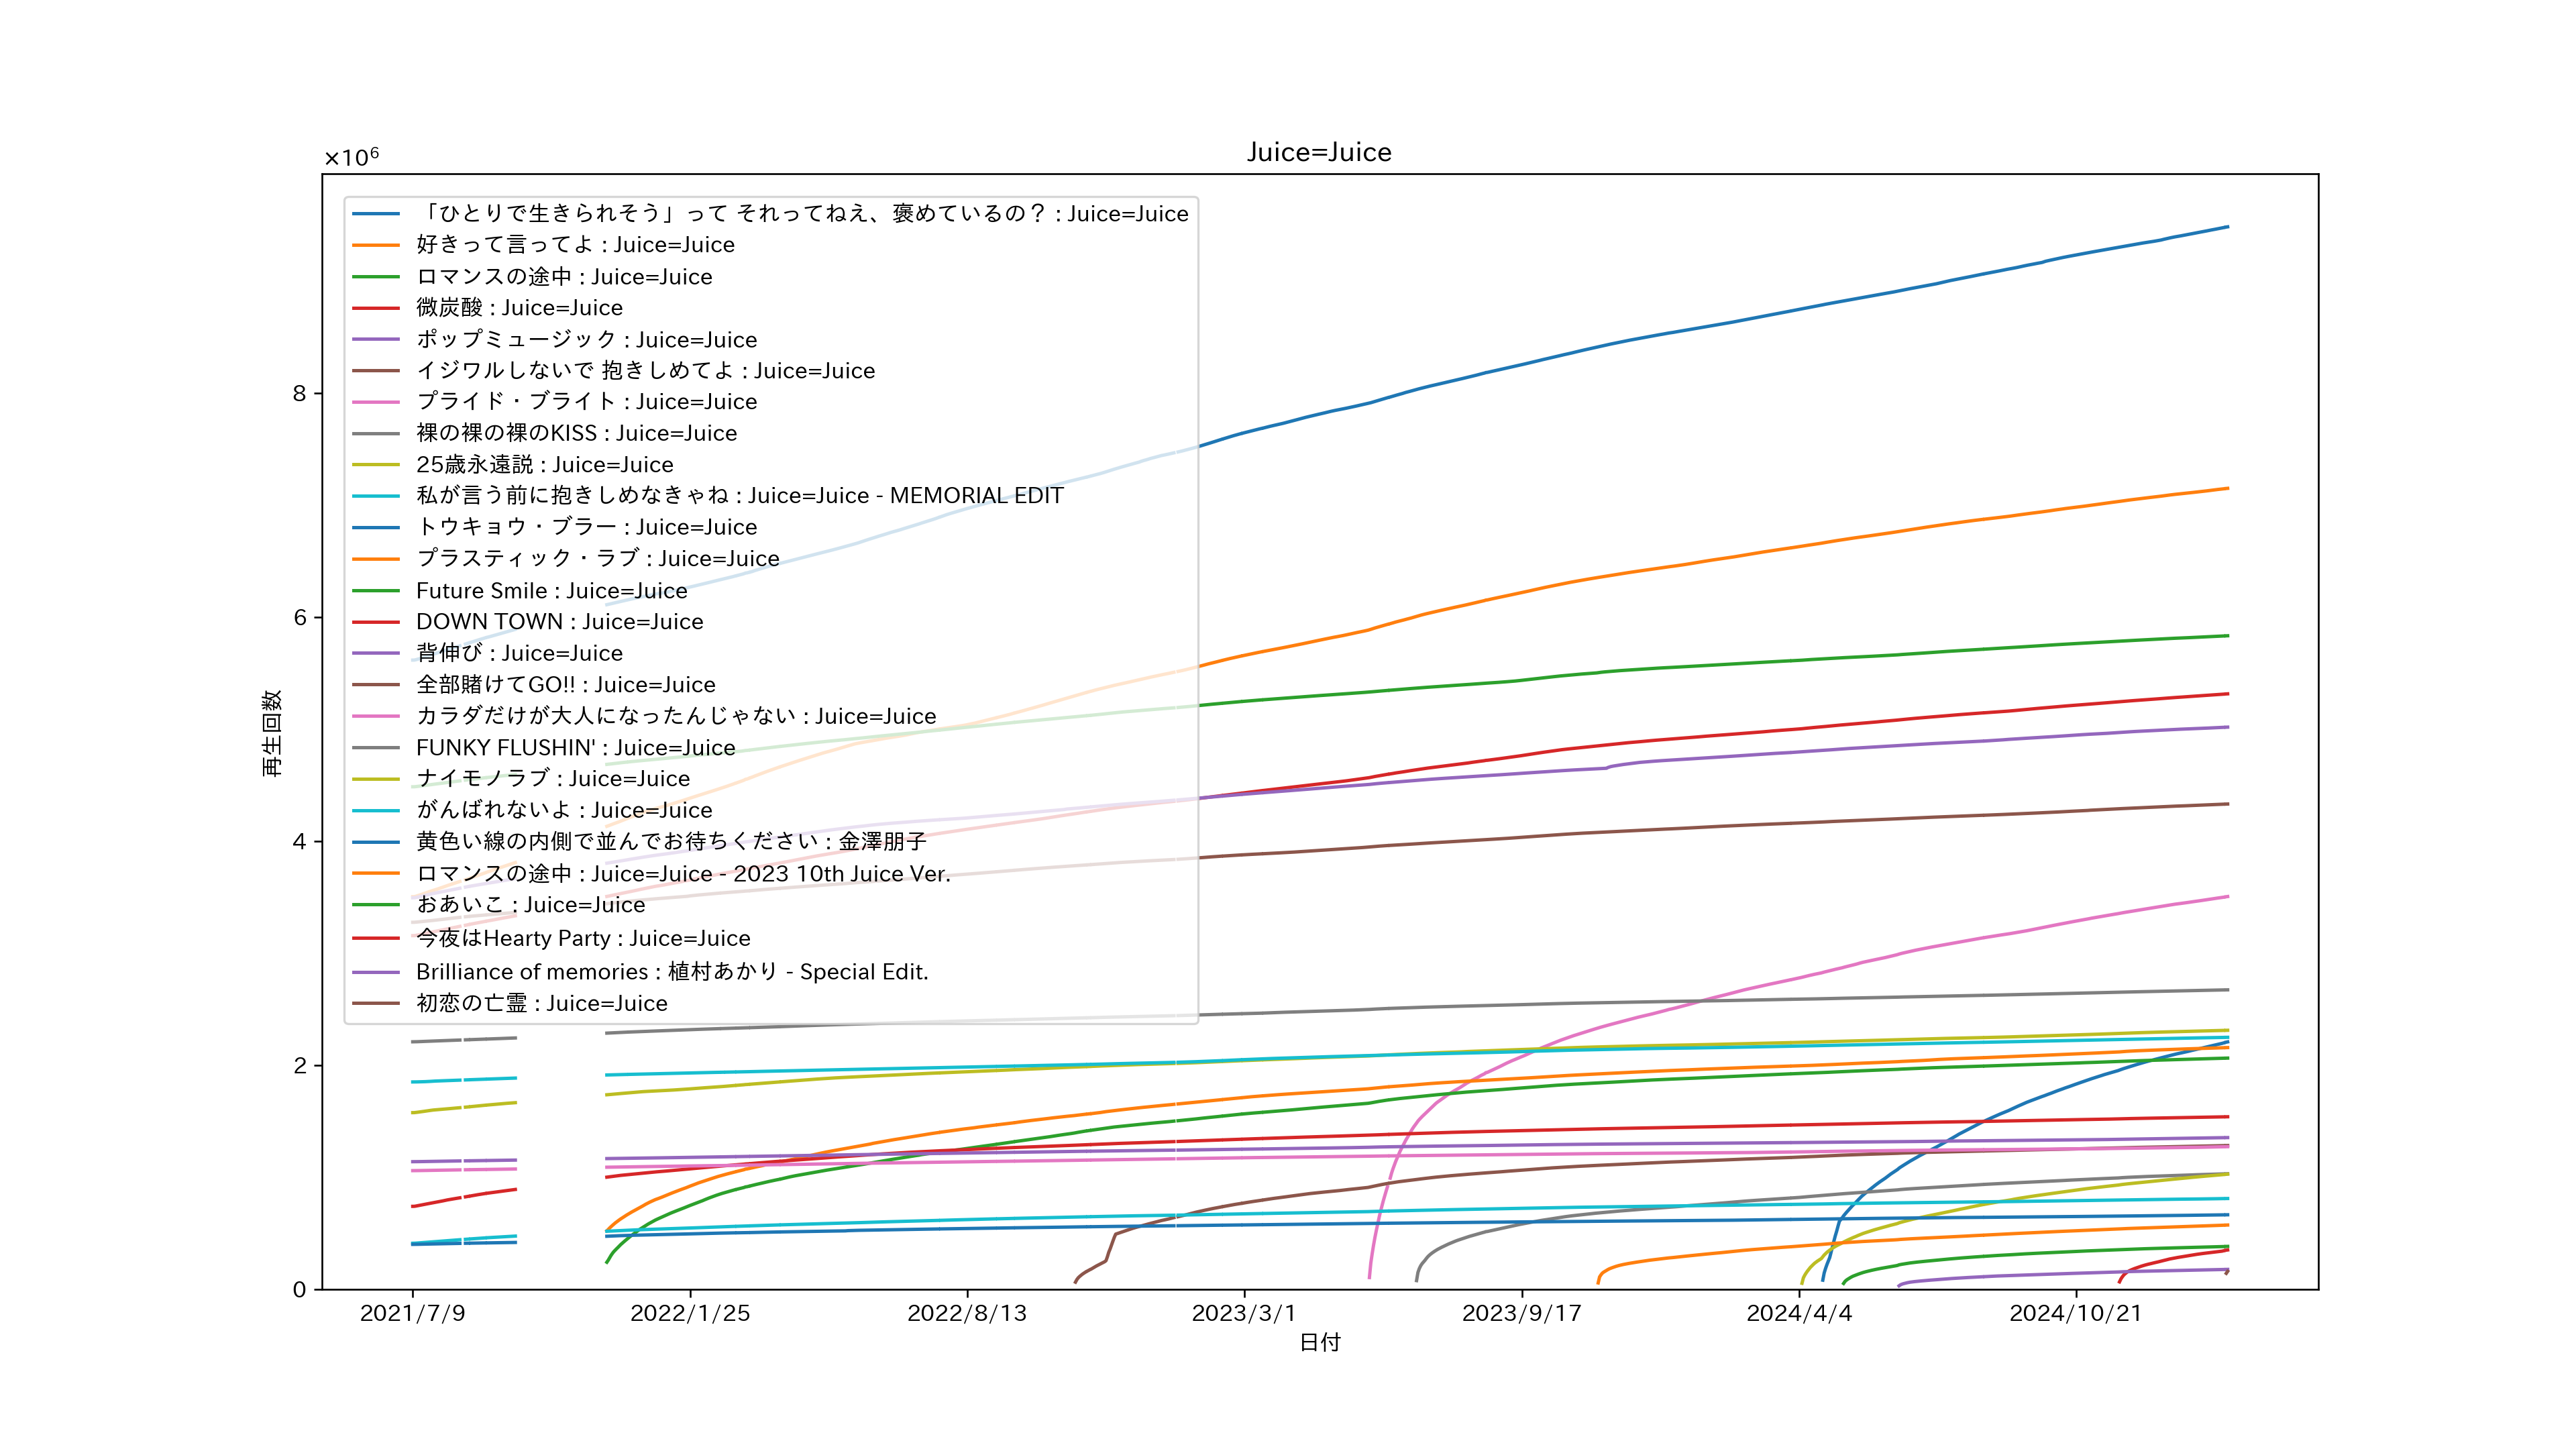 Juice=Juice
×10⁶
「ひとりで生きられそう」って それってねえ、褒めているの？ : Juice=Juice
好きって言ってよ : Juice=Juice
ロマンスの途中 : Juice=Juice
微炭酸 : Juice=Juice
ポップミュージック : Juice=Juice
イジワルしないで 抱きしめてよ : Juice=Juice
プライド・ブライト : Juice=Juice
裸の裸の裸のKISS : Juice=Juice
25歳永遠説 : Juice=Juice
私が言う前に抱きしめなきゃね : Juice=Juice - MEMORIAL EDIT
トウキョウ・ブラー : Juice=Juice
プラスティック・ラブ : Juice=Juice
Future Smile : Juice=Juice
DOWN TOWN : Juice=Juice
背伸び : Juice=Juice
全部賭けてGO!! : Juice=Juice
カラダだけが大人になったんじゃない : Juice=Juice
FUNKY FLUSHIN' : Juice=Juice
ナイモノラブ : Juice=Juice
がんばれないよ : Juice=Juice
黄色い線の内側で並んでお待ちください : 金澤朋子
ロマンスの途中 : Juice=Juice - 2023 10th Juice Ver.
おあいこ : Juice=Juice
今夜はHearty Party : Juice=Juice
Brilliance of memories : 植村あかり - Special Edit.
初恋の亡霊 : Juice=Juice
8
6
4
2
0
再生回数
2021/7/9 2022/1/25 2022/8/13 2023/3/1 2023/9/17 2024/4/4 2024/10/21
日付